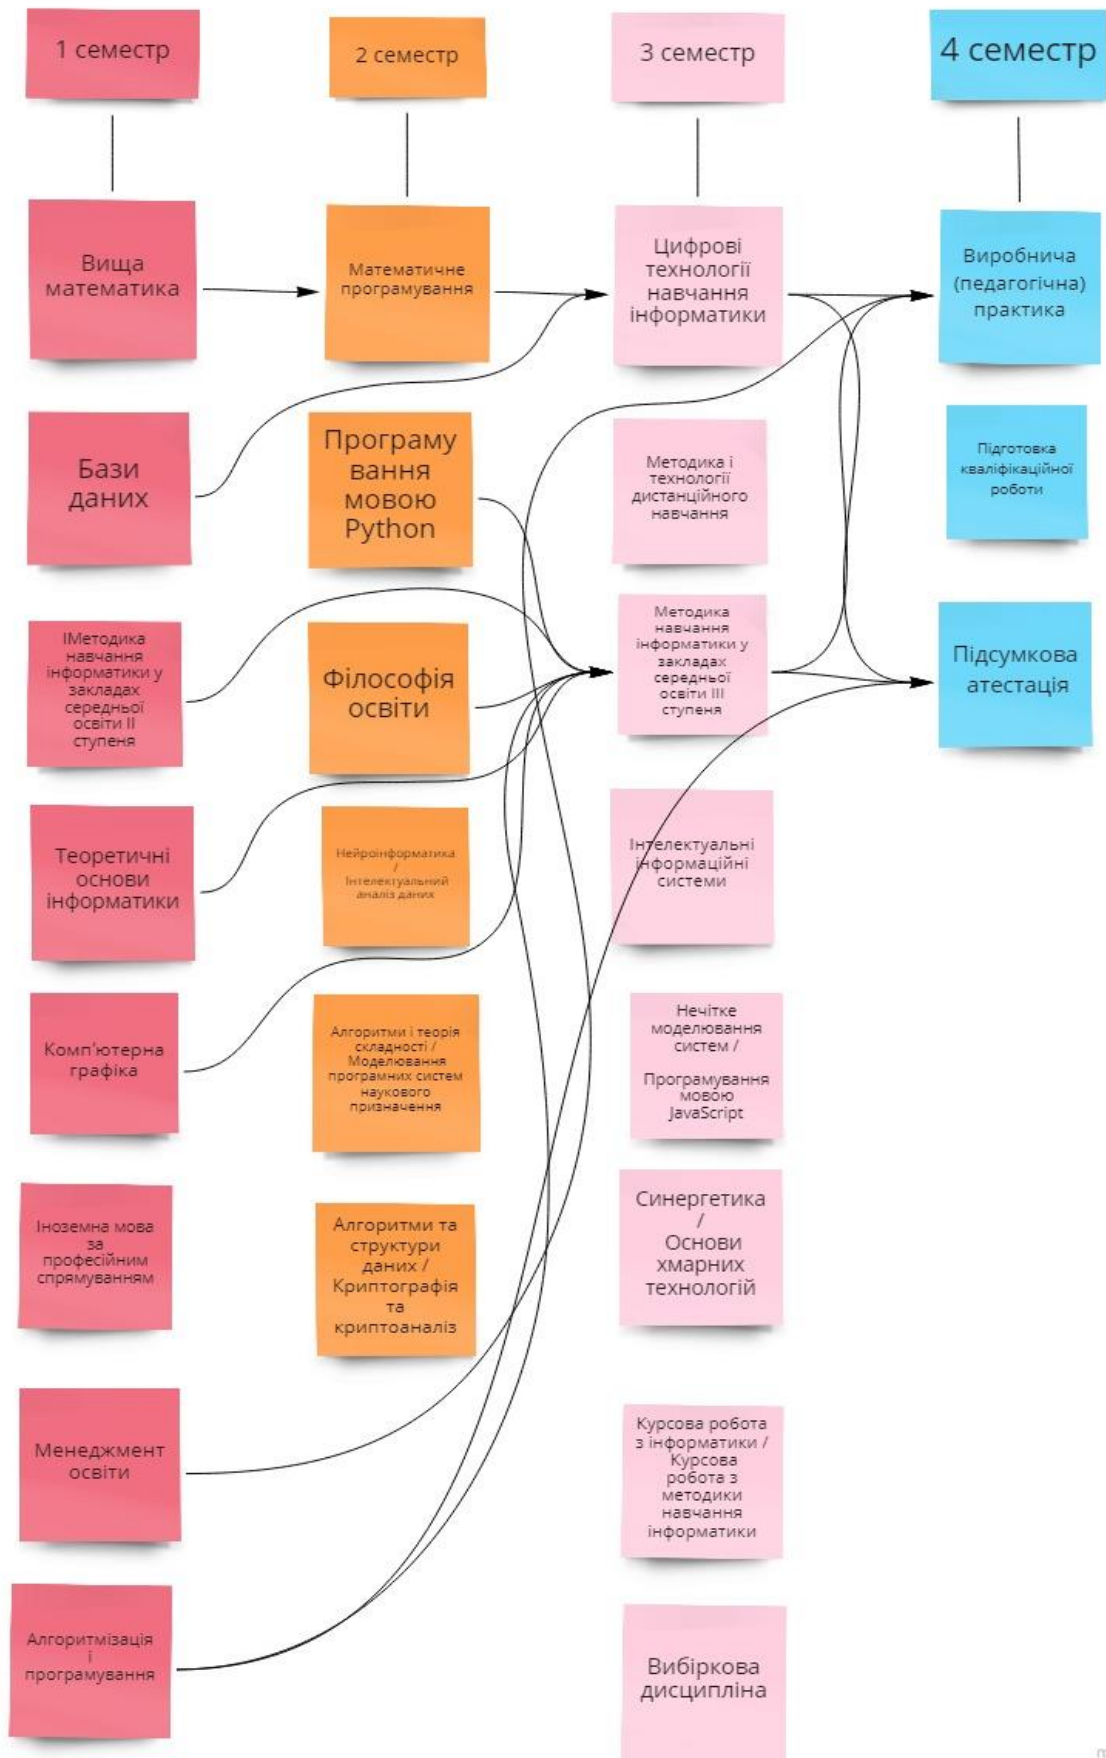 1 семестр
2 семестр
3 семестр
4 семестр
Вища
математика
Математичне
програмування
Цифрові
технології
навчання
інформатики
Виробнича
(педагогічна)
практика
Бази
даних
Програму
вання
мовою
Python
Методика і
технології
дистанційного
навчання
Підготовка
кваліфікаційної
роботи
ІМетодика
навчання
інформатики у
закладах
середньої
освіти ІІ
ступеня
Філософія
освіти
Методика
навчання
інформатики у
закладах
середньої
освіти ІІІ
ступеня
Підсумкова
атестація
Теоретичні
основи
інформатики
Нейроінформатика
/
Інтелектуальний
аналіз даних
Інтелектуальні
інформаційні
системи
Комп'ютерна
графіка
Алгоритми і теорія
складності /
Моделювання
програмних систем
наукового
призначення
Нечітке
моделювання
систем /
Програмування
мовою
JavaScript
Іноземна мова
за
професійним
спрямуванням
Алгоритми та
структури
даних /
Криптографія
та
криптоаналіз
Синергетика
/
Основи
хмарних
технологій
Менеджмент
освіти
Курсова робота
з інформатики /
Курсова
робота з
методики
навчання
інформатики
Алгоритмізація
і
програмування
Вибіркова
дисципліна